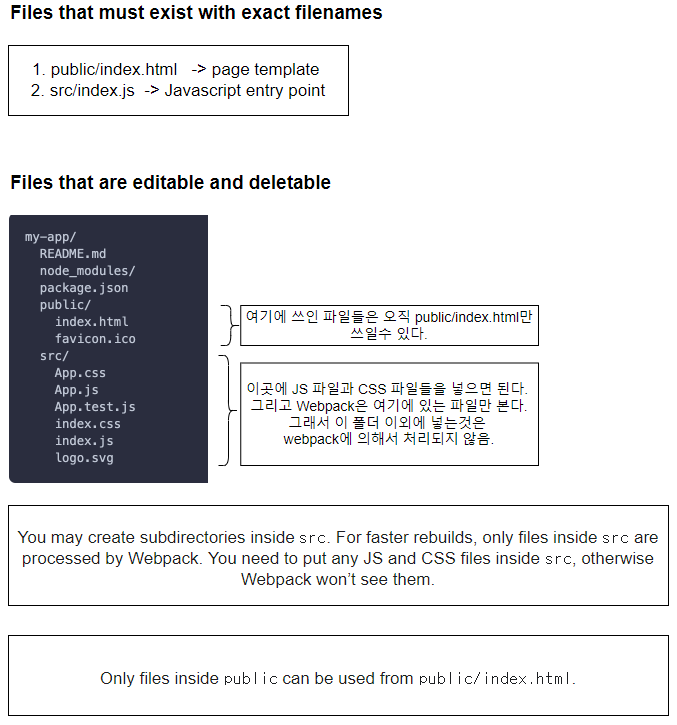 Files that must exist with exact filenames
1. public/index.html -> page template
2. src/index.js -> Javascript entry point
Files that are editable and deletable
my-app/
README.md
node_modules/
package.json
public/
index.html
favicon.ico
src/
App.css
App.js
App.test.js
index.css
index.js
logo.svg
여기에 쓰인 파일들은 오직 public/index.html만
쓰일수 있다.
이곳에 JS 파일과 CSS 파일들을 넣으면 된다.
그리고 Webpack은 여기에 있는 파일만 본다.
그래서 이 폴더 이외에 넣는것은
webpack에 의해서 처리되지 않음.
You may create subdirectories inside src. For faster rebuilds, only files inside src are
processed by Webpack. You need to put any JS and CSS files inside src, otherwise
Webpack won’t see them.
Only files inside public can be used from public/index.html.